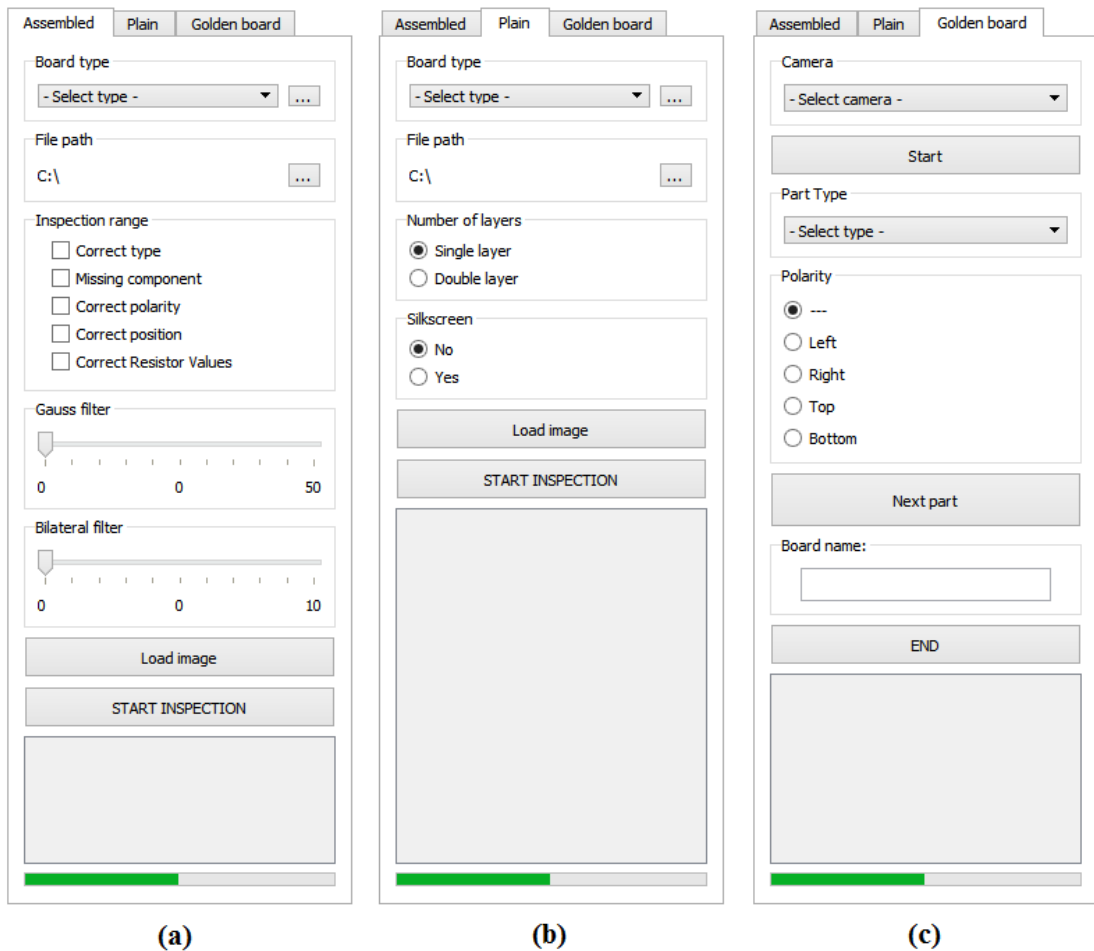 Assembled Plain Golden board
Board type
- Select type - ...
File path
C:\ ...
Inspection range
Correct type
Missing component
Correct polarity
Correct position
Correct Resistor Values
Gauss filter
0 0 50
Bilateral filter
0 0 10
Load image
START INSPECTION
(a)
Assembled Plain Golden board
Board type
- Select type - ...
File path
C:\ ...
Number of layers
Single layer
Double layer
Silkscreen
No
Yes
Load image
START INSPECTION
(b)
Assembled Plain Golden board
Camera
- Select camera -
Start
Part Type
- Select type -
Polarity
---
Left
Right
Top
Bottom
Next part
Board name:
END
(c)